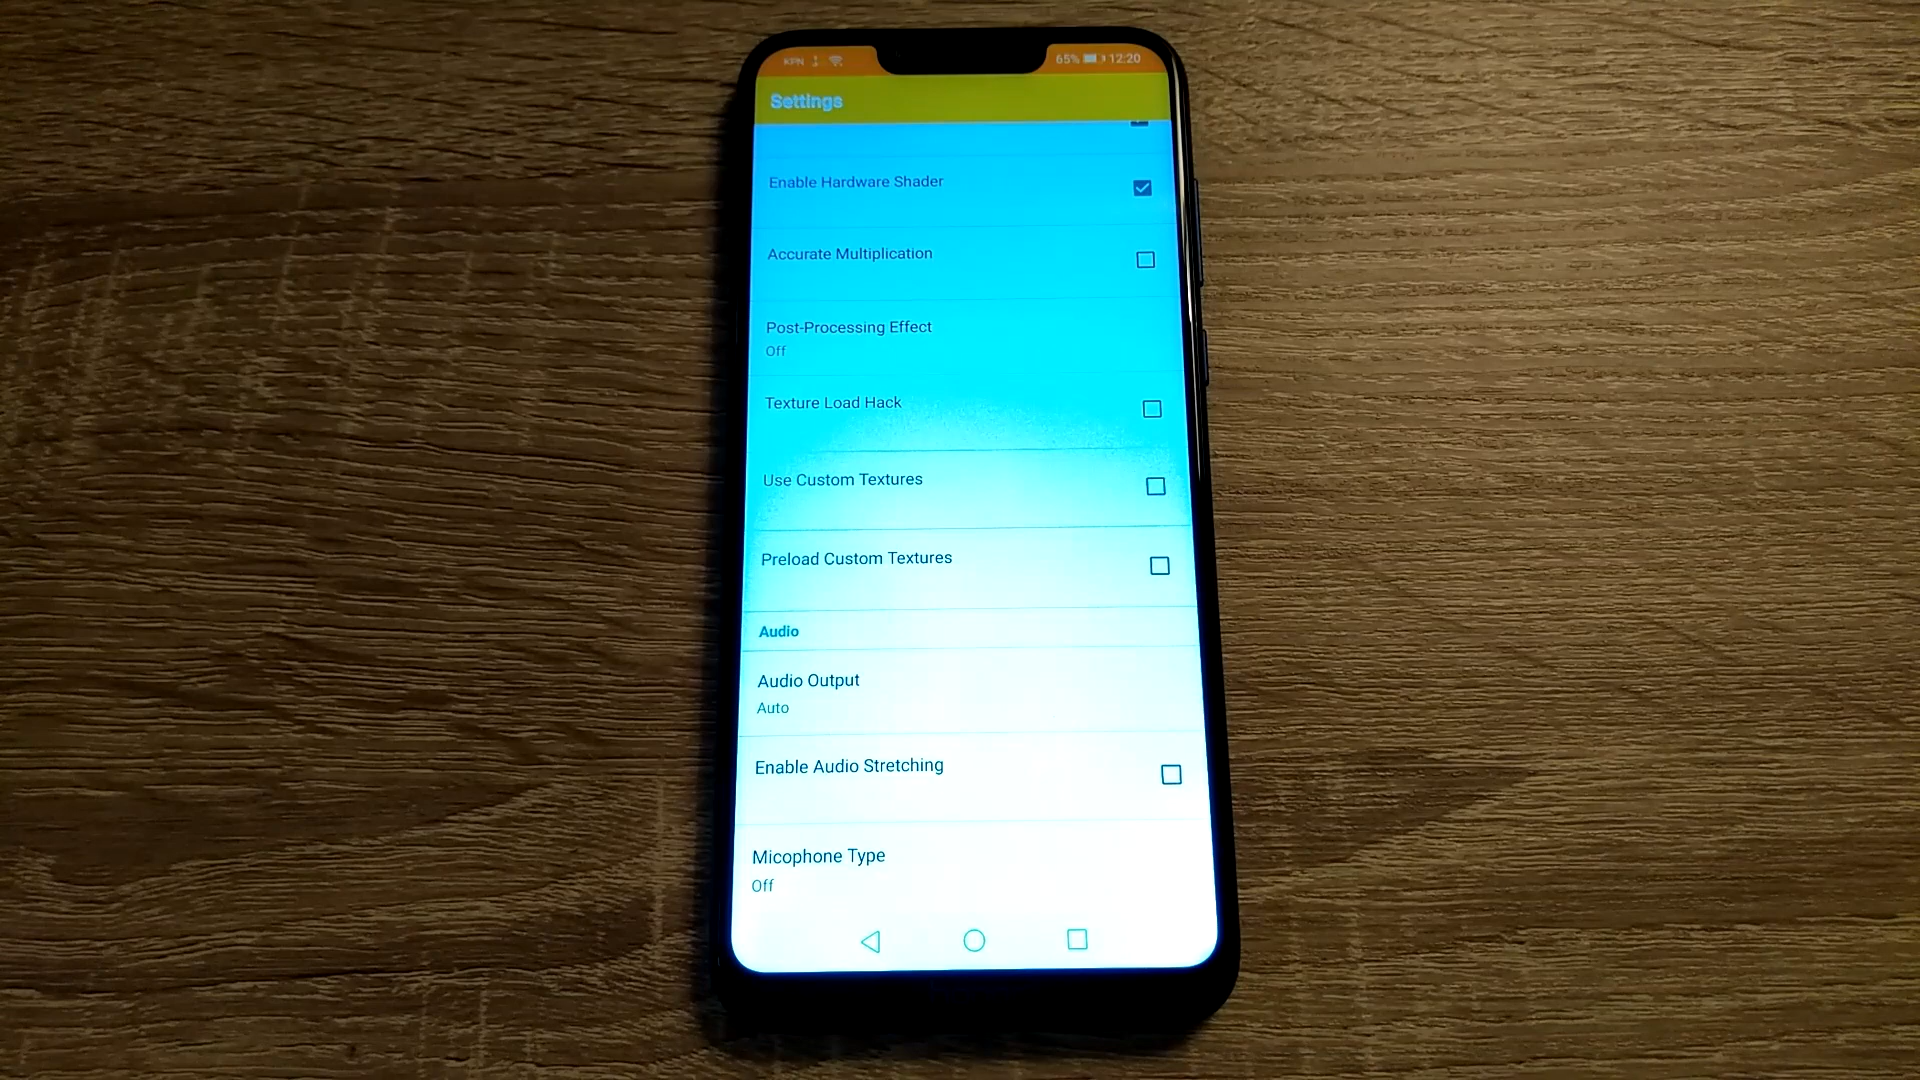 KPN 65% 12:20
Settings
Enable Hardware Shader
Accurate Multiplication
Post-Processing Effect
Off
Texture Load Hack
Use Custom Textures
Preload Custom Textures
Audio
Audio Output
Auto
Enable Audio Stretching
Micophone Type
Off